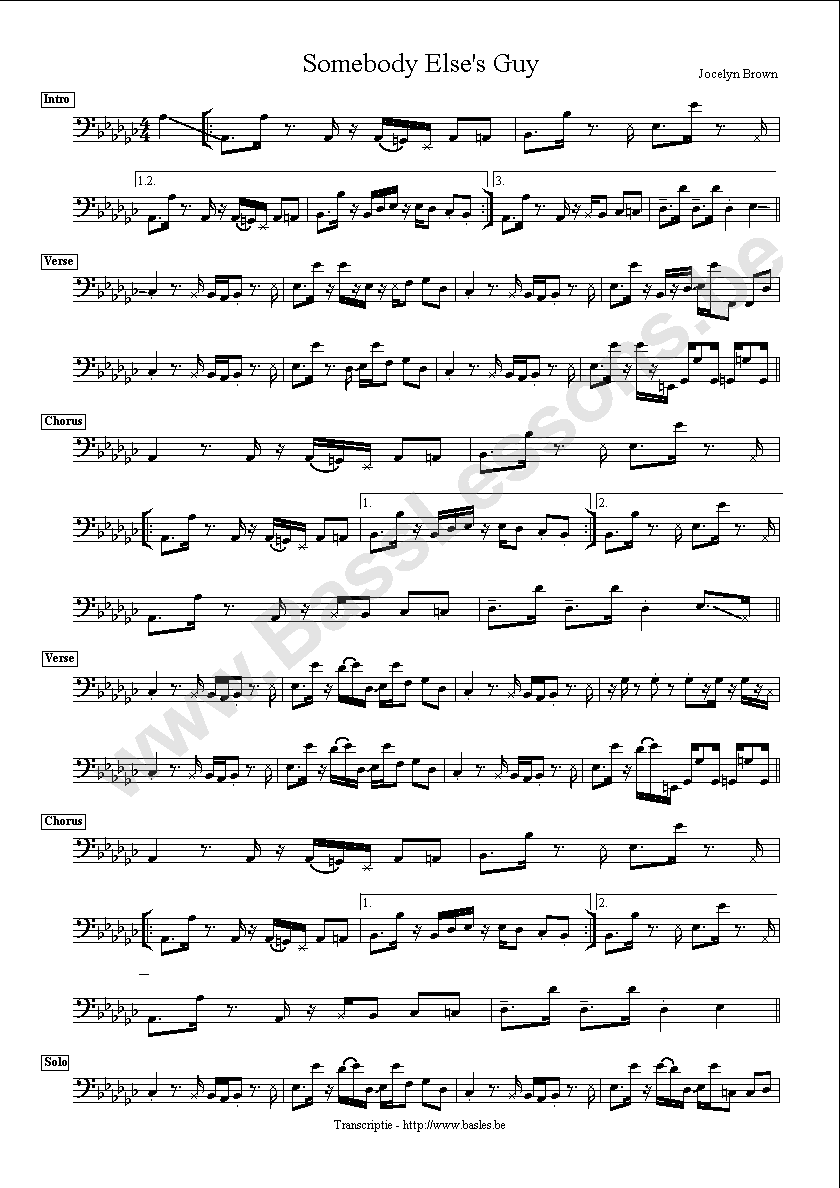 Somebody Else's Guy
Jocelyn Brown
Intro
4/4
1.2.
3.
Verse
Chorus
1.
2.
Verse
Chorus
1.
2.
Solo
www.BassLessons.be
Transcriptie - http://www.basles.be